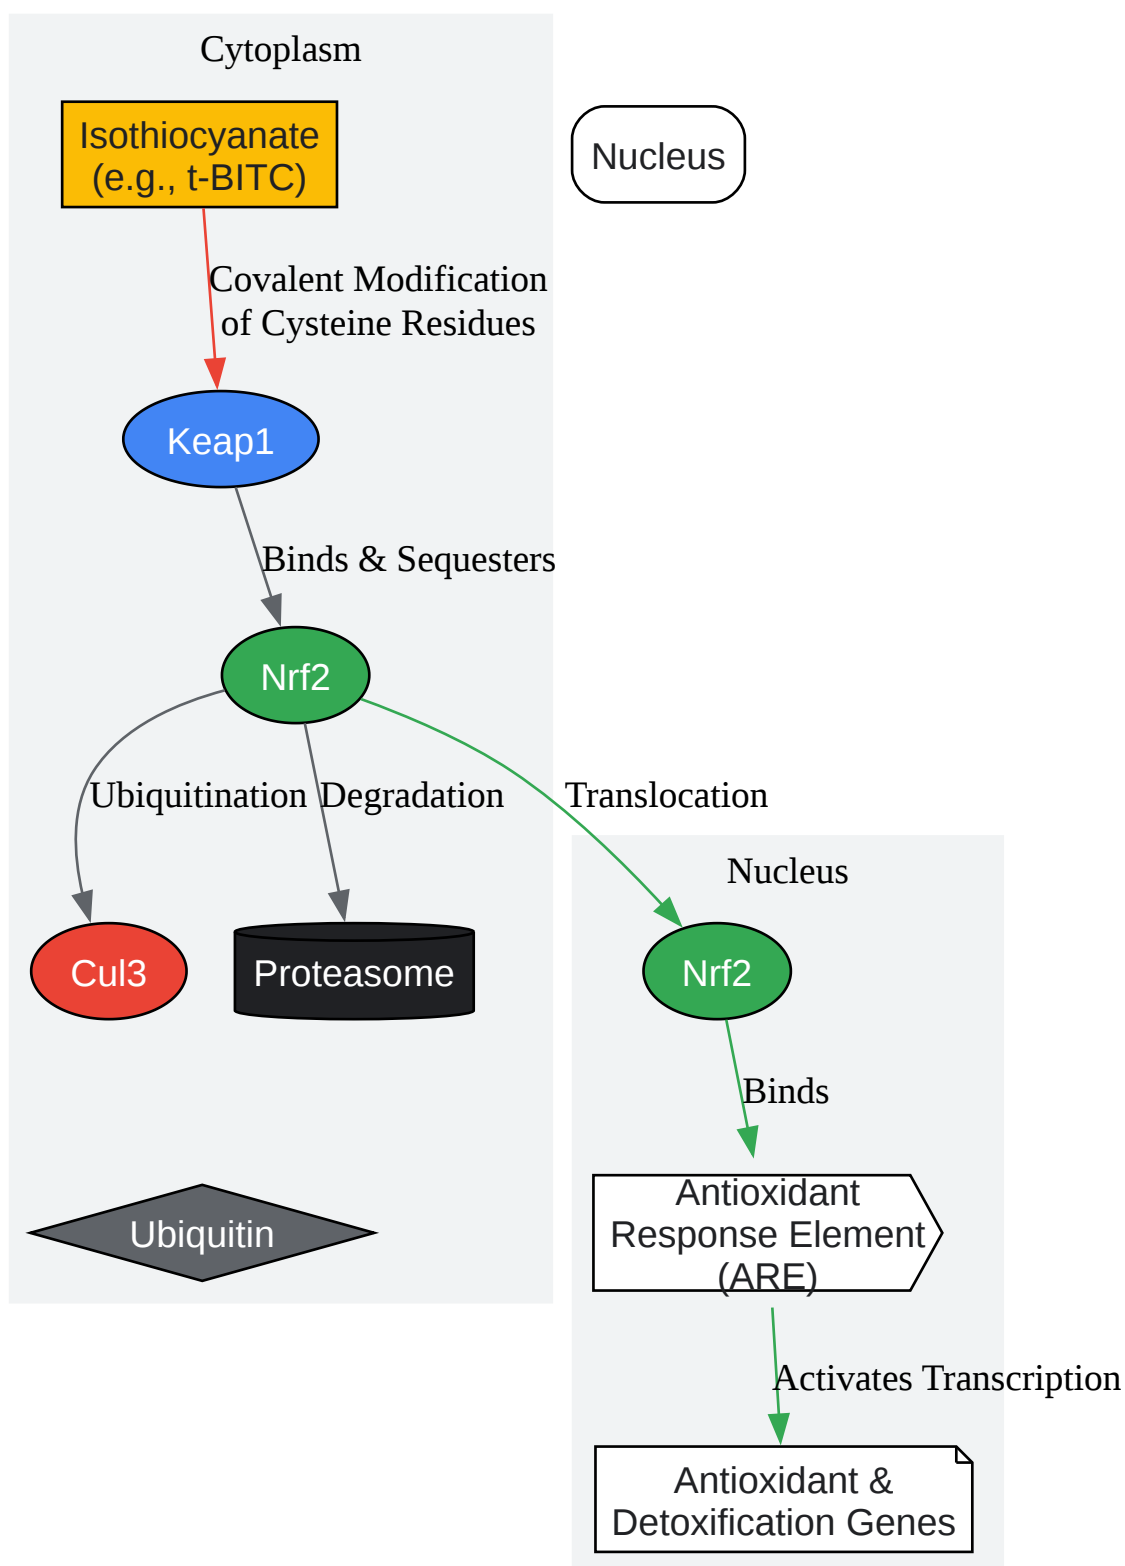 Cytoplasm
Isothiocyanate
(e.g., t-BITC)
Nucleus
Covalent Modification
of Cysteine Residues
Keap1
Binds & Sequesters
Nrf2
Ubiquitination
Degradation
Translocation
Nucleus
Cul3
Proteasome
Nrf2
Binds
Ubiquitin
Antioxidant
Response Element
(ARE)
Activates Transcription
Antioxidant &
Detoxification Genes